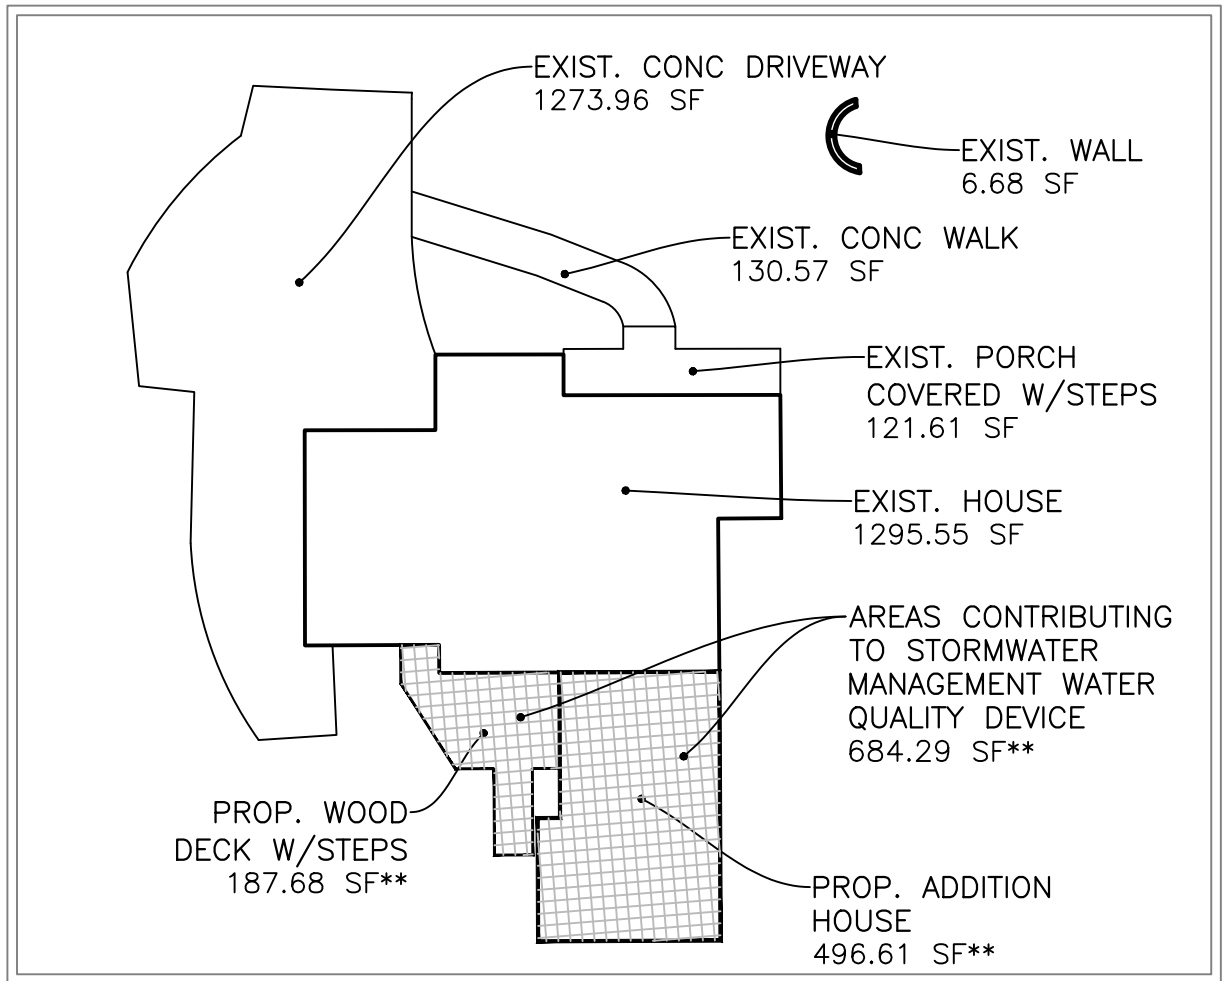 EXIST. CONC DRIVEWAY
1273.96 SF
EXIST. WALL
6.68 SF
EXIST. CONC WALK
130.57 SF
EXIST. PORCH
COVERED W/STEPS
121.61 SF
EXIST. HOUSE
1295.55 SF
AREAS CONTRIBUTING
TO STORMWATER
MANAGEMENT WATER
QUALITY DEVICE
684.29 SF**
PROP. WOOD
DECK W/STEPS
187.68 SF**
PROP. ADDITION
HOUSE
496.61 SF**